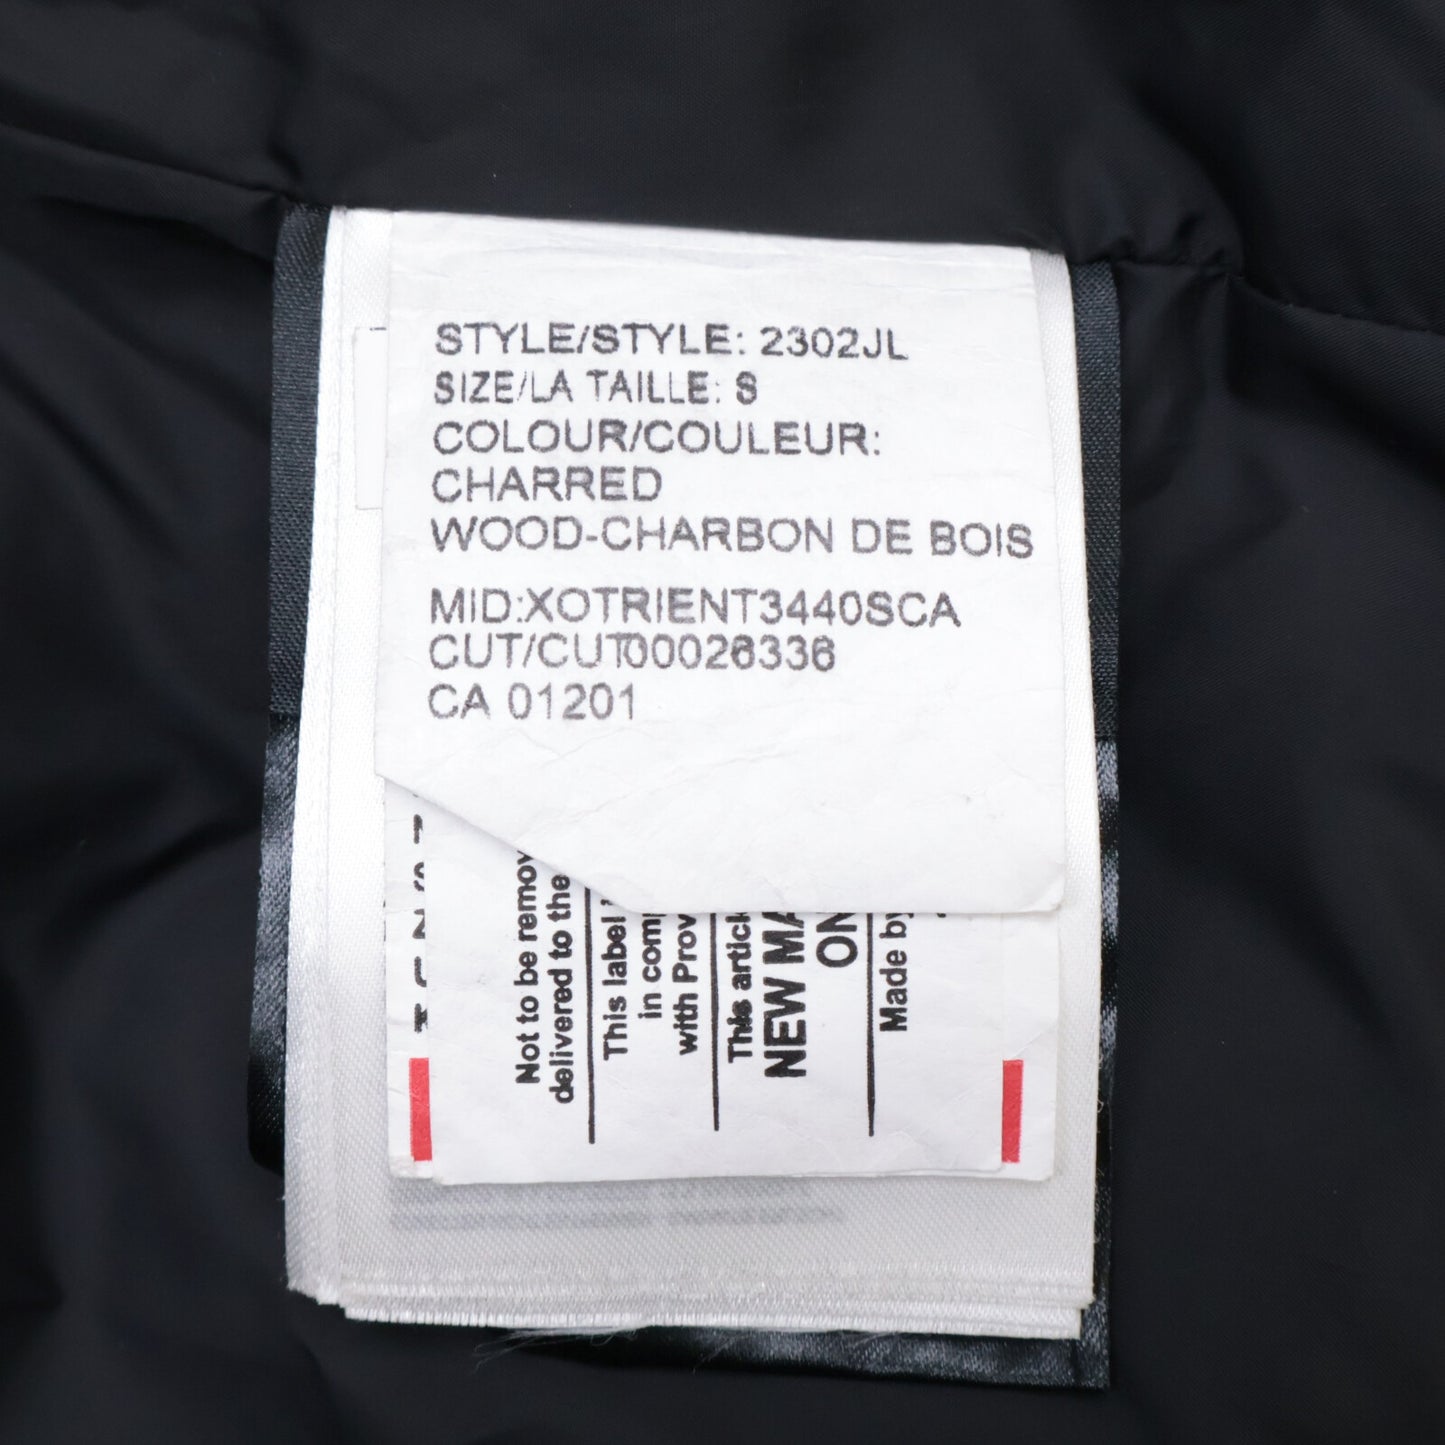 STYLE/STYLE: 2302JL
SIZE/LA TAILLE: S
COLOUR/COULEUR:
CHARRED
WOOD-CHARBON DE BOIS
MID:XOTRIENT3440SCA
CUT/CUT00026336
CA 01201
Not to be remov
delivered to the
This label
in com
with Prov
This artic
NEW MA
ON
Made by